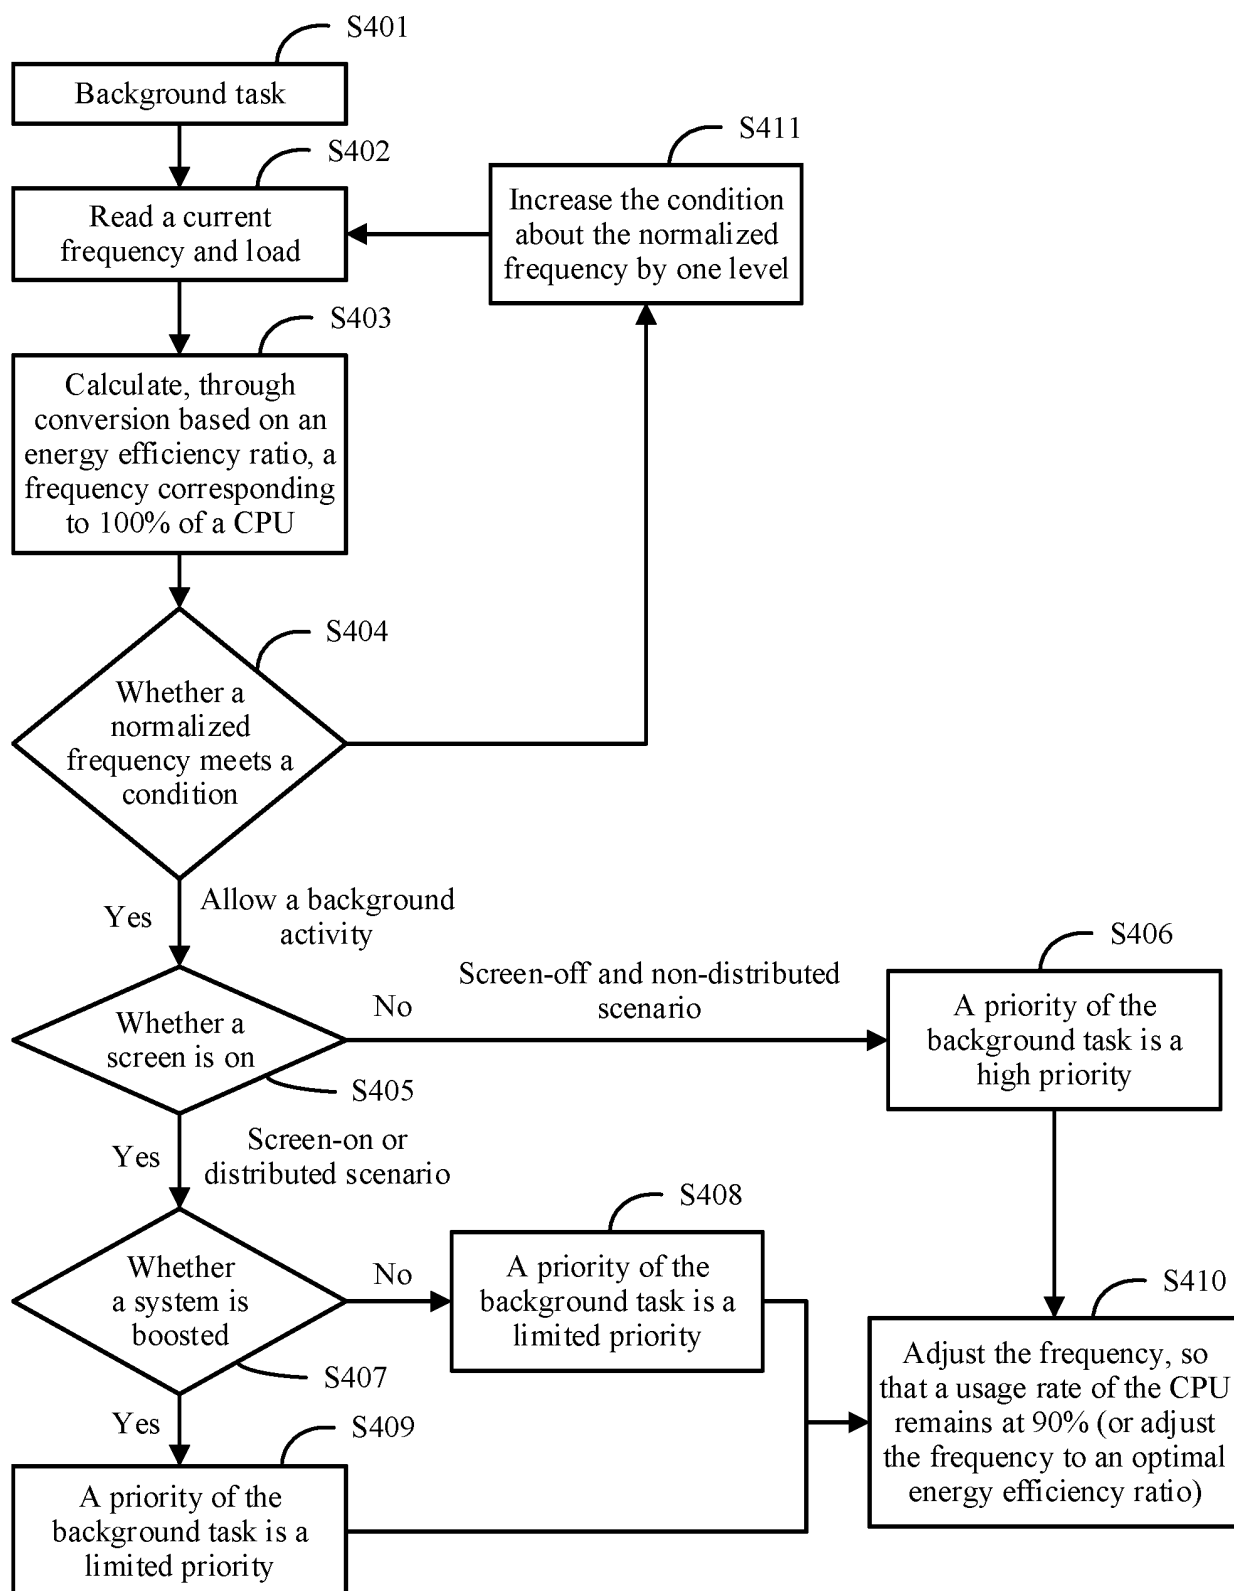 S401
Background task
S402
Read a current
frequency and load
S411
Increase the condition
about the normalized
frequency by one level
S403
Calculate, through
conversion based on an
energy efficiency ratio, a
frequency corresponding
to 100% of a CPU
S404
Whether a
normalized
frequency meets a
condition
Yes
Allow a background
activity
S405
Whether a
screen is on
No
Screen-off and non-distributed
scenario
S406
A priority of the
background task is a
high priority
Yes
Screen-on or
distributed scenario
S407
Whether
a system is
boosted
No
S408
A priority of the
background task is a
limited priority
S410
Adjust the frequency, so
that a usage rate of the CPU
remains at 90% (or adjust
the frequency to an optimal
energy efficiency ratio)
Yes
S409
A priority of the
background task is a
limited priority